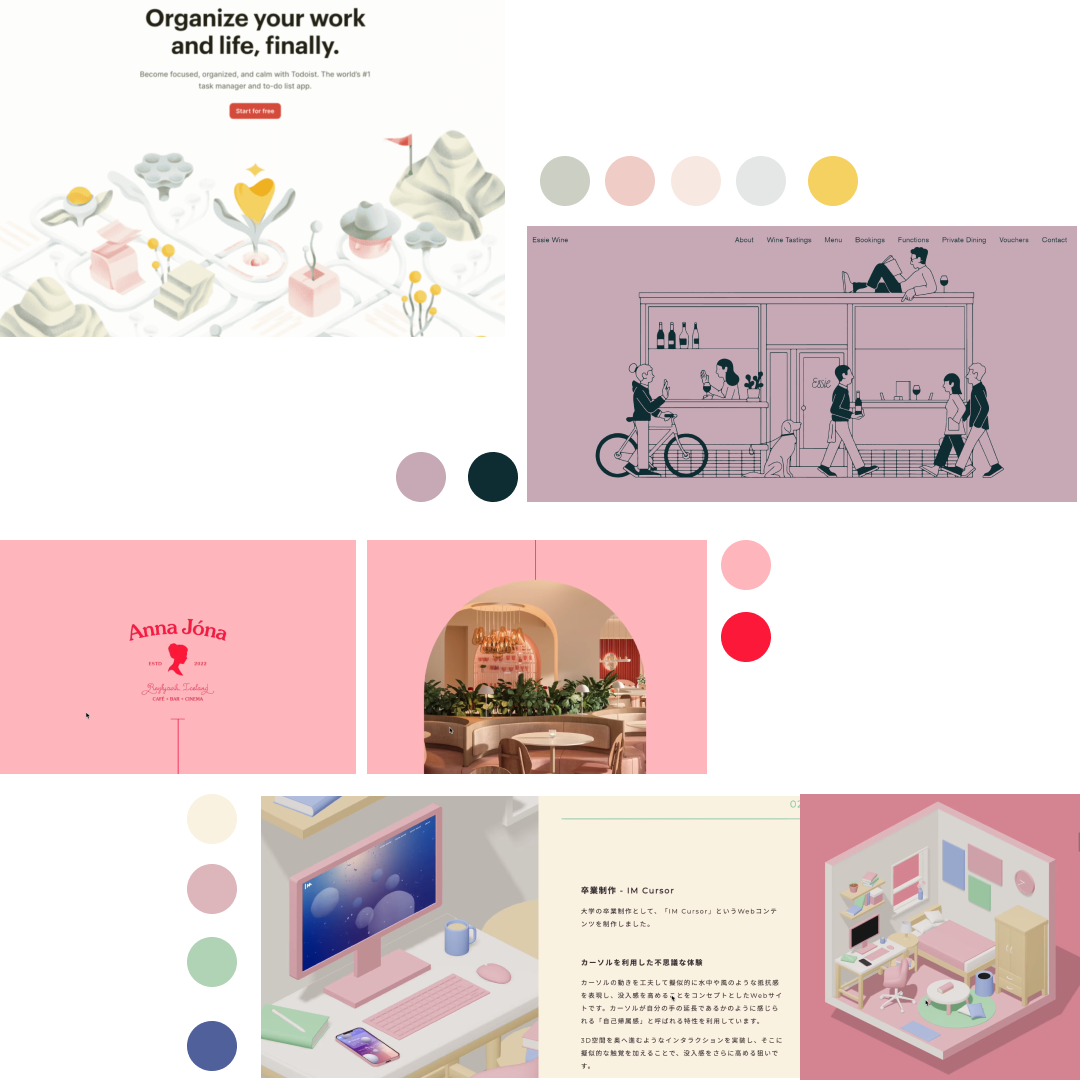 Organize your work
and life, finally.
Become focused, organized, and calm with Todoist. The world's #1
task manager and to-do list app.
Start for free
Essie Wine
About
Wine Tastings
Menu
Bookings
Functions
Private Dining
Vouchers
Contact
Essie
Anna Jóna
ESTD
2022
Reykjavik Iceland
CAFÉ • BAR • CINEMA
02
卒業制作 - IM Cursor
大学の卒業制作として、「IM Cursor」というWebコンテ
ンツを制作しました。
カーソルを利用した不思議な体験
カーソルの動きを工夫して擬似的に水中や風のような抵抗感
を表現し、没入感を高めることをコンセプトとしたWebサイ
トです。カーソルが自分の手の延長であるかのように感じら
れる「自己帰属感」と呼ばれる特性を利用しています。
3D空間を奥へ進むようなインタラクションを実装し、そこに
擬似的な触覚を加えることで、没入感をさらに高める狙いで
す。